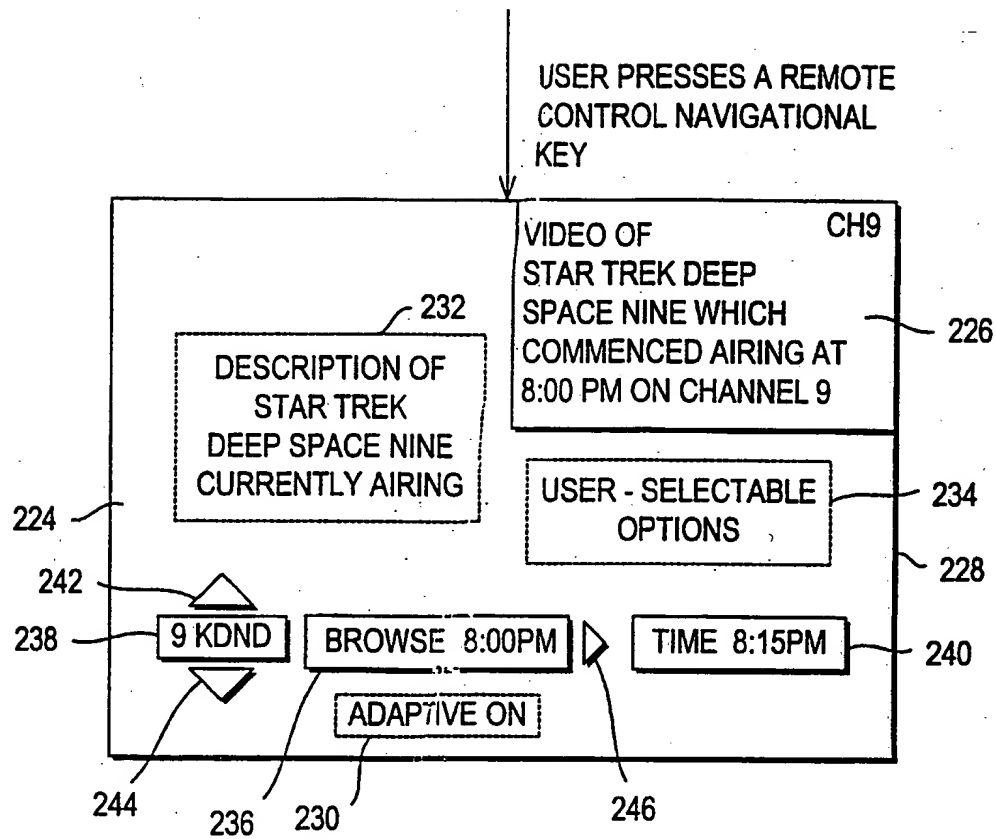 USER PRESSES A REMOTE
CONTROL NAVIGATIONAL
KEY
CH9
VIDEO OF
STAR TREK DEEP
SPACE NINE WHICH
COMMENCED AIRING AT
8:00 PM ON CHANNEL 9
226
232
DESCRIPTION OF
STAR TREK
DEEP SPACE NINE
CURRENTLY AIRING
USER - SELECTABLE
OPTIONS
234
224
228
242
238
9 KDND
BROWSE 8:00PM
TIME 8:15PM
240
ADAPTIVE ON
244
236
230
246